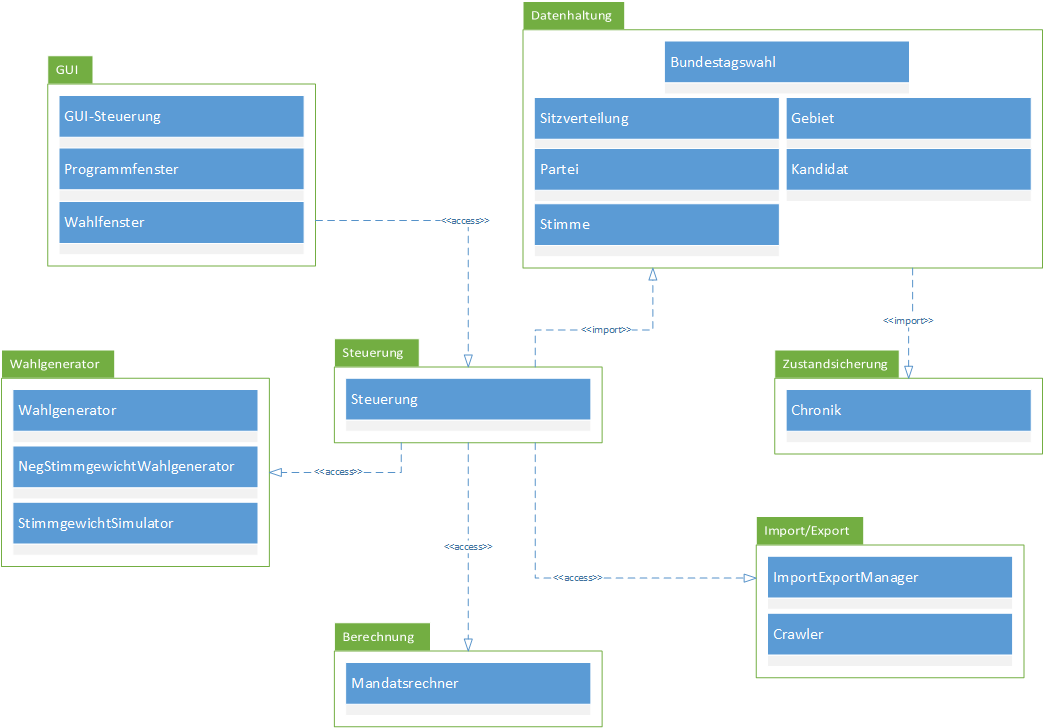 Datenhaltung
Bundestagswahl
Sitzverteilung
Gebiet
Partei
Kandidat
Stimme
GUI
GUI-Steuerung
Programmfenster
Wahlfenster
<<access>>
<<import>>
<<import>>
Steuerung
Steuerung
Wahlgenerator
Wahlgenerator
NegStimmgewichtWahlgenerator
StimmgewichtSimulator
<<access>>
Zustandsicherung
Chronik
<<access>>
<<access>>
Import/Export
ImportExportManager
Crawler
Berechnung
Mandatsrechner